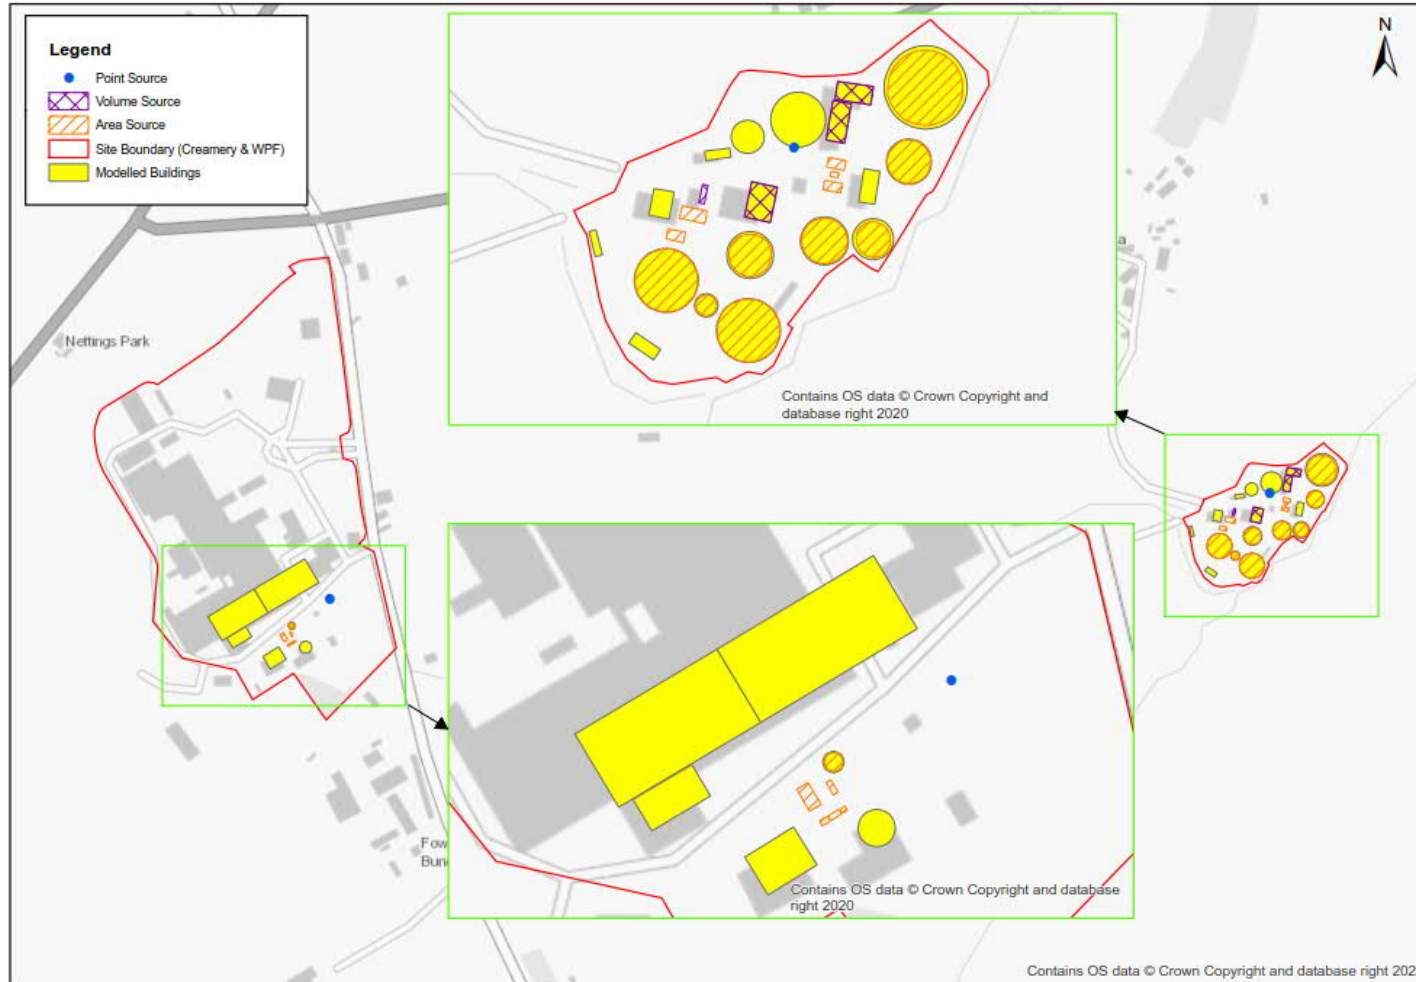 Legend
Point Source
Volume Source
Area Source
Site Boundary (Creamery & WPF)
Modelled Buildings
N
a
Nettings Park
Contains OS data © Crown Copyright and
database right 2020
Fow
Bun
Contains OS data © Crown Copyright and database
right 2020
Contains OS data © Crown Copyright and database right 202